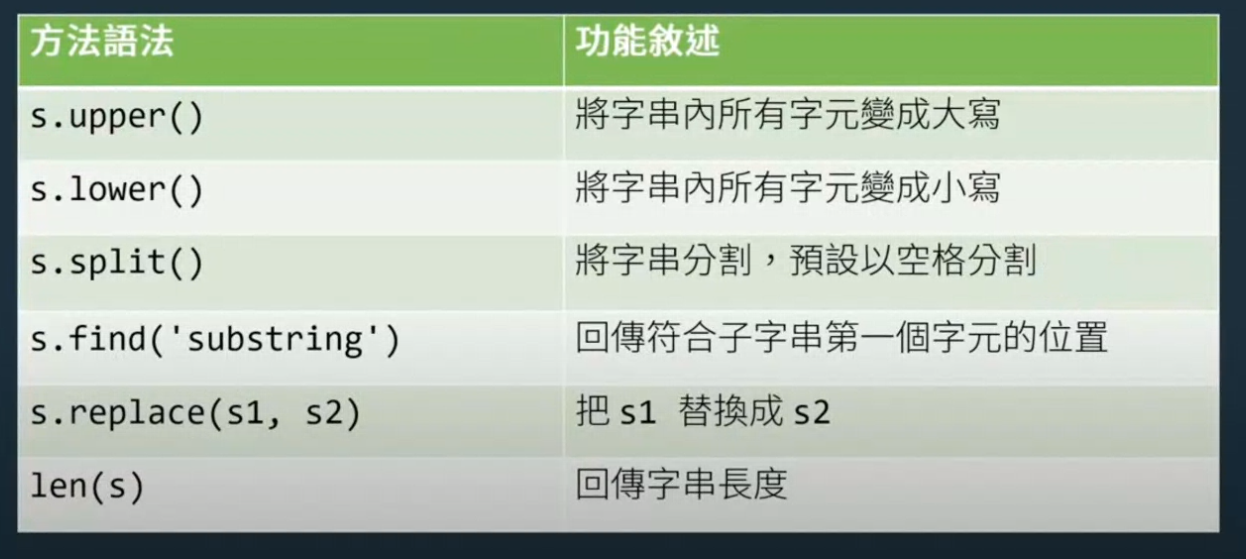 方法語法 功能敘述
s.upper() 將字串內所有字元變成大寫
s.lower() 將字串內所有字元變成小寫
s.split() 將字串分割，預設以空格分割
s.find('substring') 回傳符合子字串第一個字元的位置
s.replace(s1, s2) 把 s1 替換成 s2
len(s) 回傳字串長度